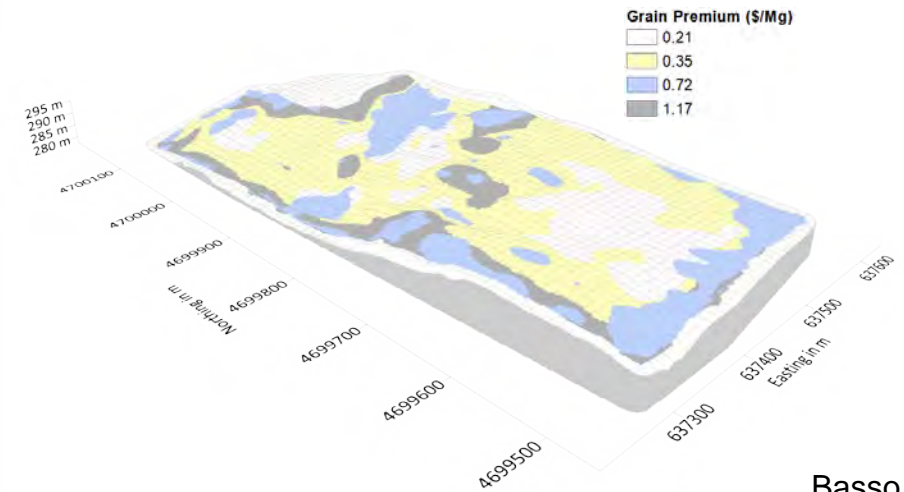 Grain Premium ($/Mg)
0.21
0.35
0.72
1.17
295 m
290 m
285 m
280 m
4700100
4700000
4699900
4699800
4699700
4699600
4699500
Northing in m
637600
637500
637400
637300
Easting in m
Basso